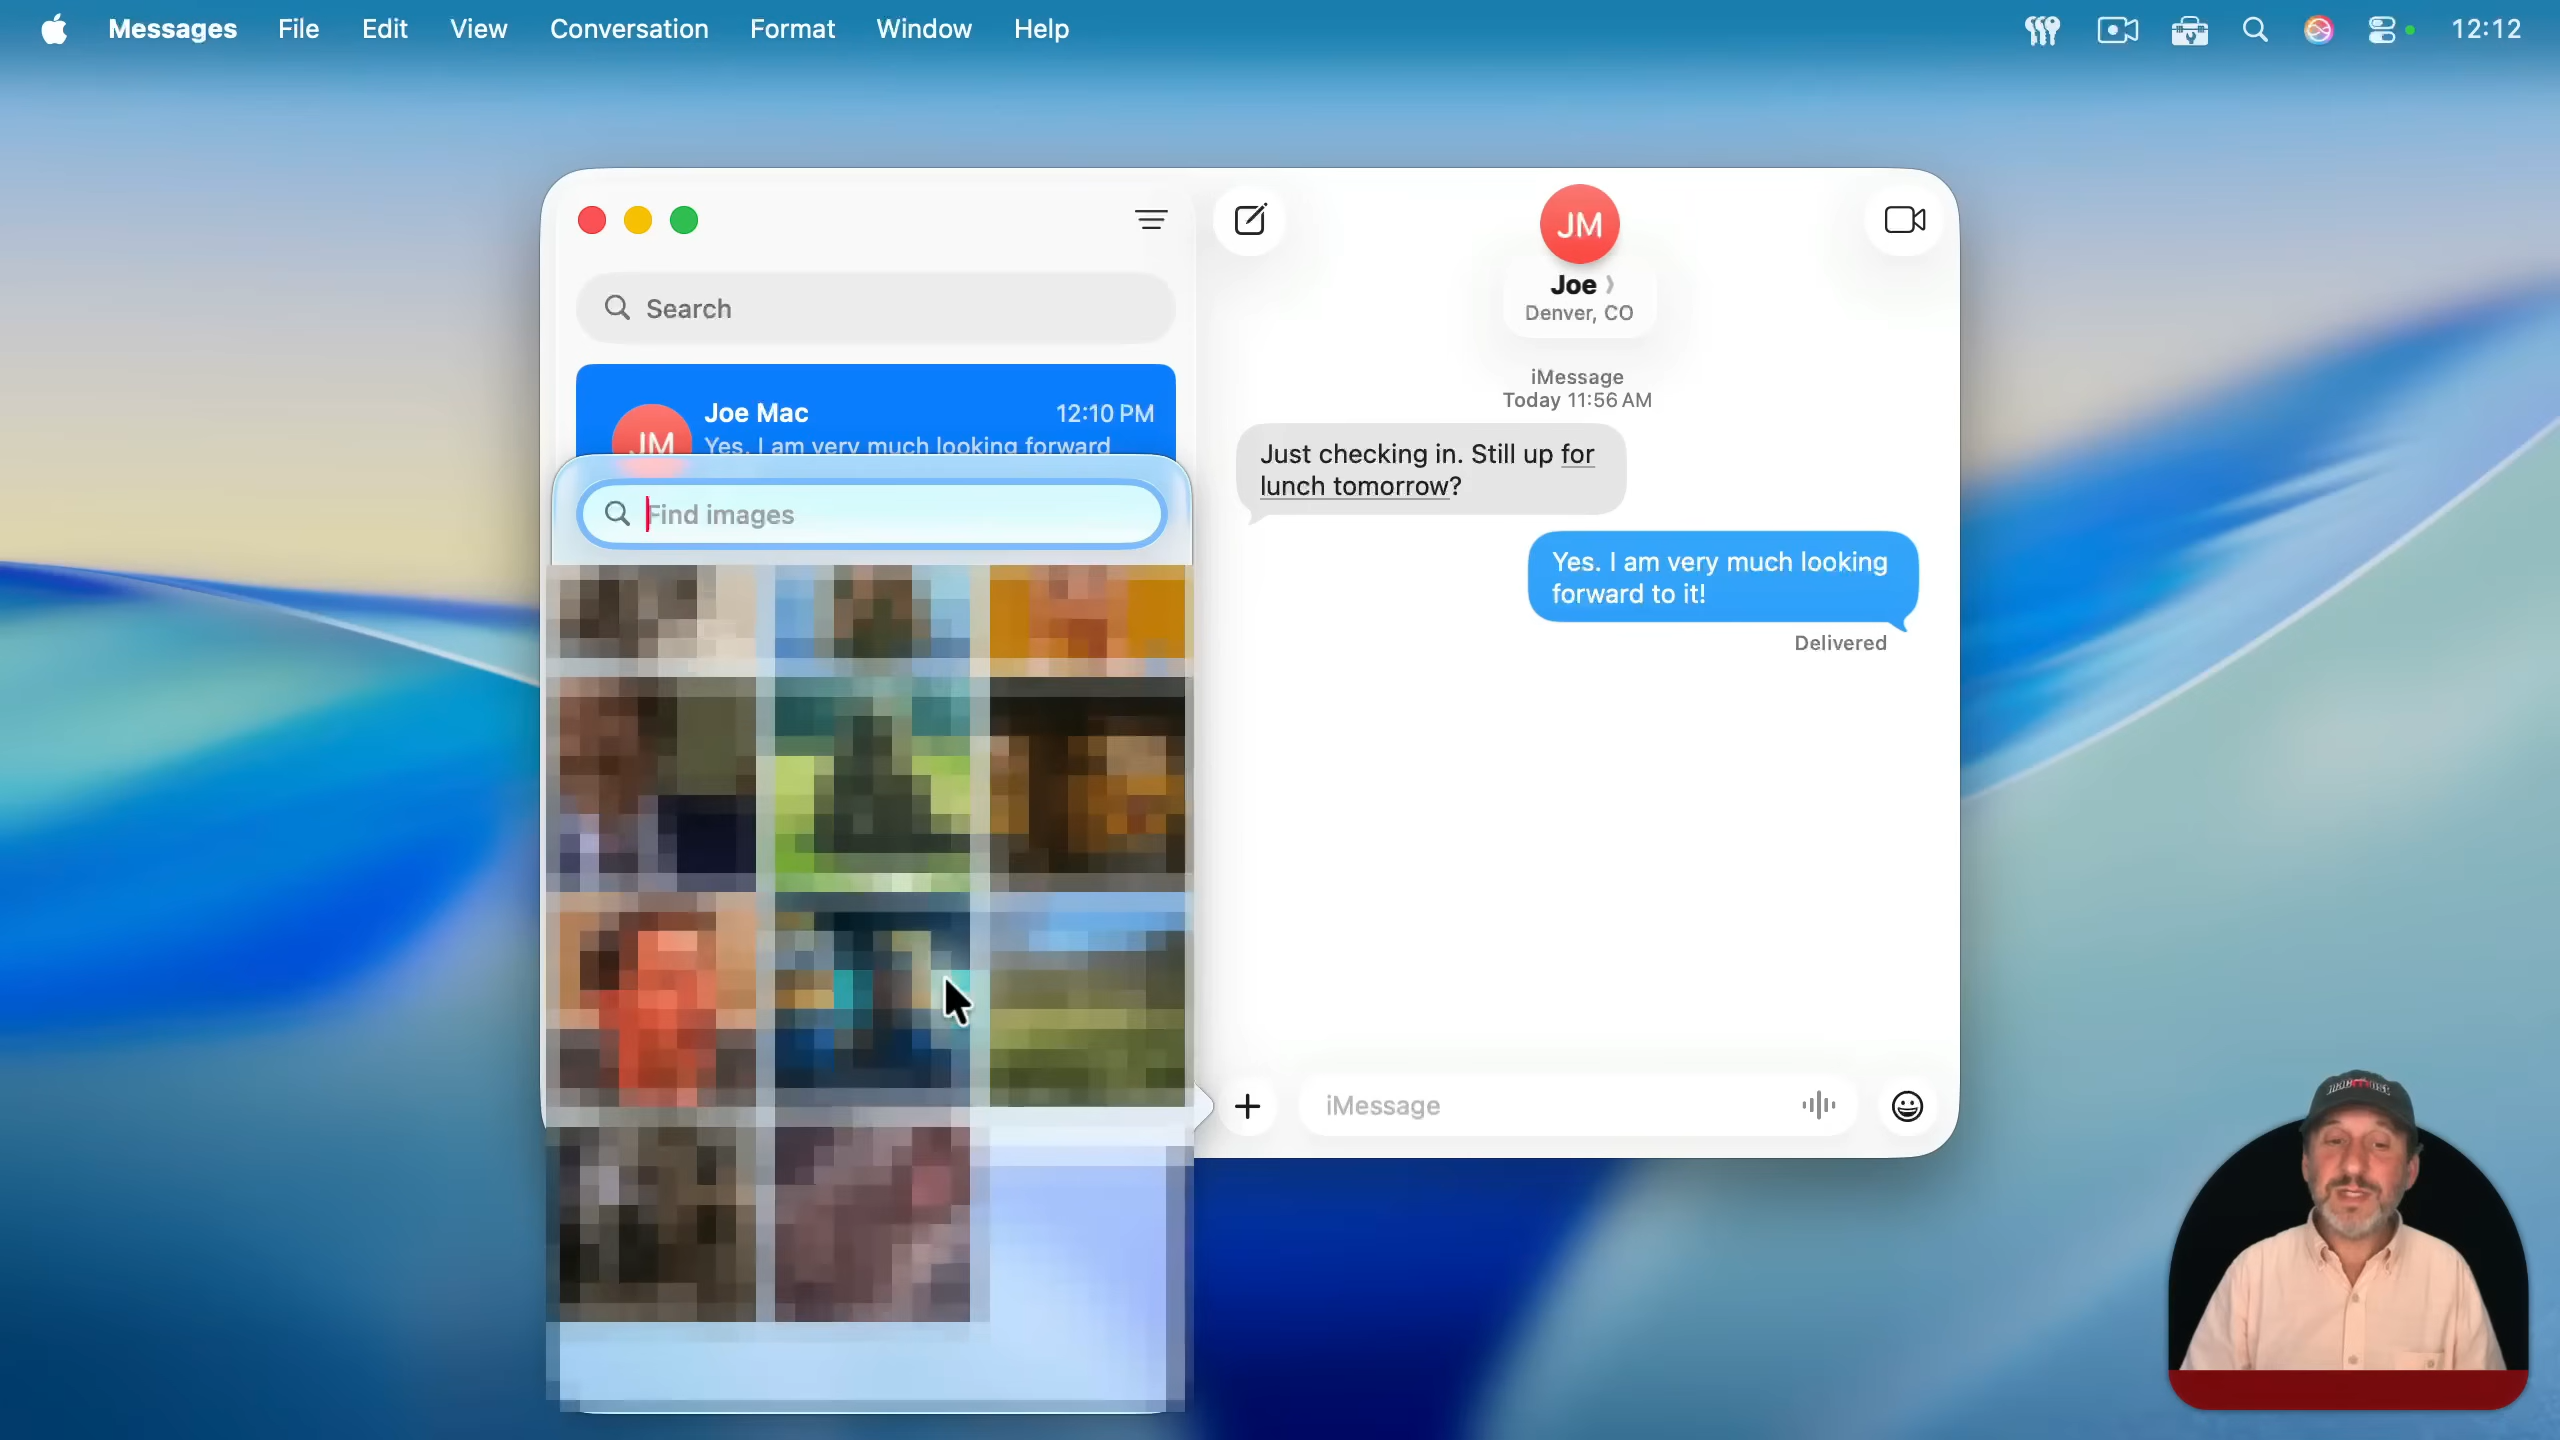 Messages File Edit View Conversation Format Window Help 12:12
Search
Joe Mac 12:10 PM
JM Yes. I am very much looking forward
Find images
JM
Joe
Denver, CO
iMessage
Today 11:56 AM
Just checking in. Still up for
lunch tomorrow?
Yes. I am very much looking
forward to it!
Delivered
iMessage